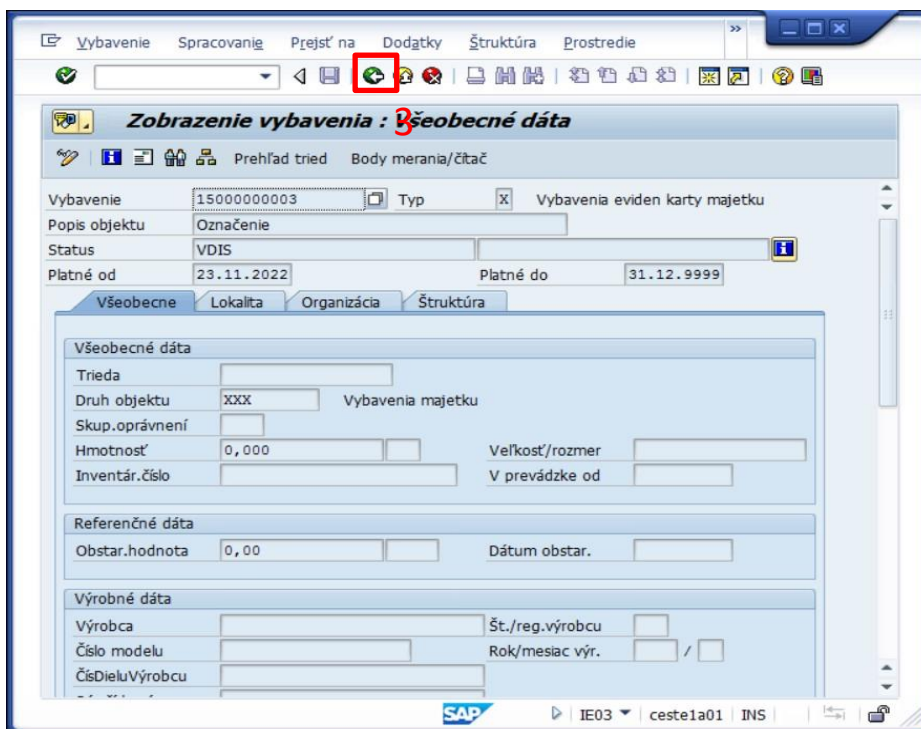 Vybavenie Spracovanie Prejsť na Dodatky Štruktúra Prostredie »
Zobrazenie vybavenia : Všeobecné dáta
3
Prehľad tried Body merania/čítač
Vybavenie 15000000003 Typ X Vybavenia eviden karty majetku
Popis objektu Označenie
Status VDIS
Platné od 23.11.2022 Platné do 31.12.9999
Všeobecne Lokalita Organizácia Štruktúra
Všeobecné dáta
Trieda
Druh objektu XXX Vybavenia majetku
Skup.oprávnení
Hmotnosť 0,000 Veľkosť/rozmer
Inventár.číslo V prevádzke od
Referenčné dáta
Obstar.hodnota 0,00 Dátum obstar.
Výrobné dáta
Výrobca Št./reg.výrobcu
Číslo modelu Rok/mesiac výr. /
ČísDieluVýrobcu
SAP IE03 ceste1a01 INS